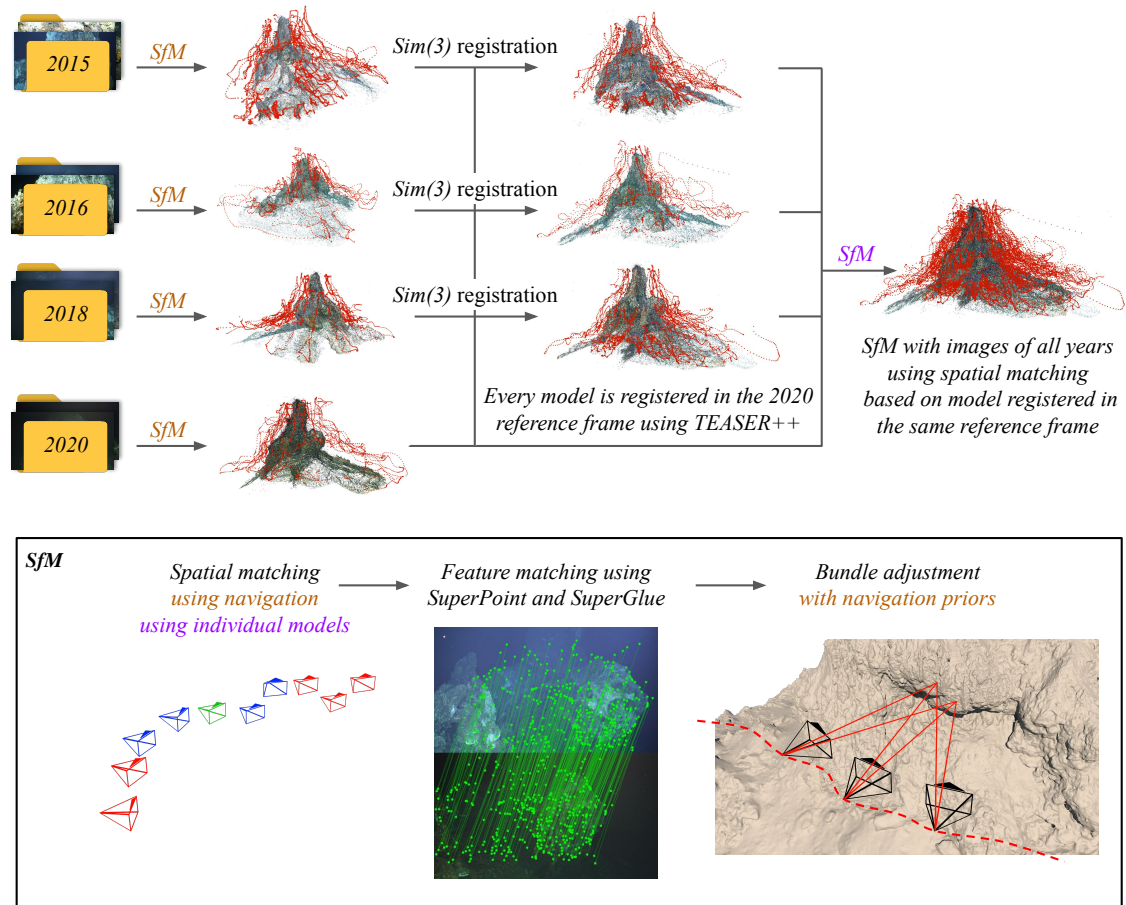 2015
SfM
Sim(3) registration
2016
SfM
Sim(3) registration
2018
SfM
Sim(3) registration
2020
SfM
Every model is registered in the 2020
reference frame using TEASER++
SfM
SfM with images of all years
using spatial matching
based on model registered in
the same reference frame
SfM
Spatial matching
using navigation
using individual models
Feature matching using
SuperPoint and SuperGlue
Bundle adjustment
with navigation priors